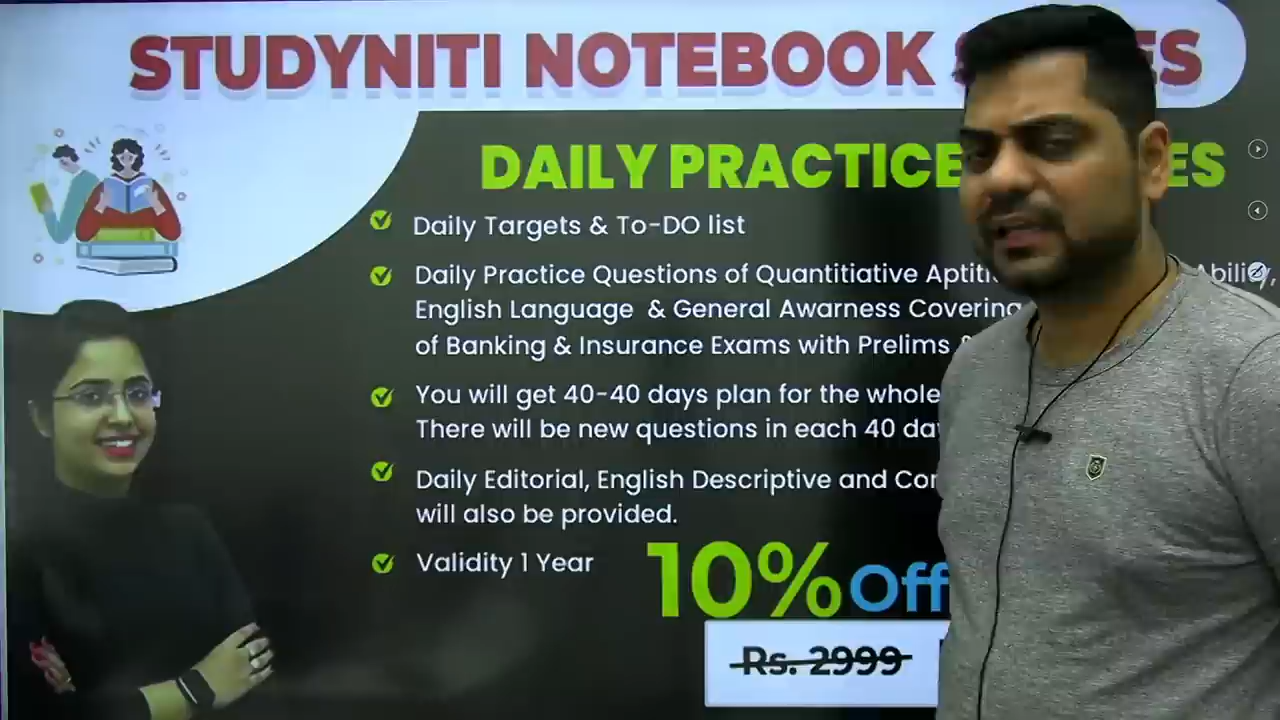 STUDYNITI NOTEBOOK
DAILY PRACTICE
Daily Targets & To-DO list
Daily Practice Questions of Quantitiative Ability,
English Language & General Awarness Covering
of Banking & Insurance Exams with Prelims
You will get 40-40 days plan for the whole
There will be new questions in each 40
Daily Editorial, English Descriptive and
will also be provided.
Validity 1 Year
10% Off
Rs. 2999